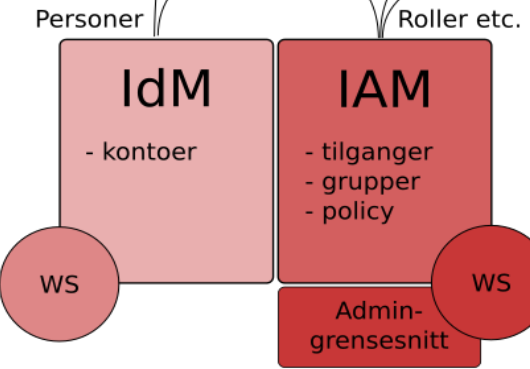 Personer
Roller etc.
IdM
- kontoer
IAM
- tilganger
- grupper
- policy
WS
WS
Admin-
grensesnitt